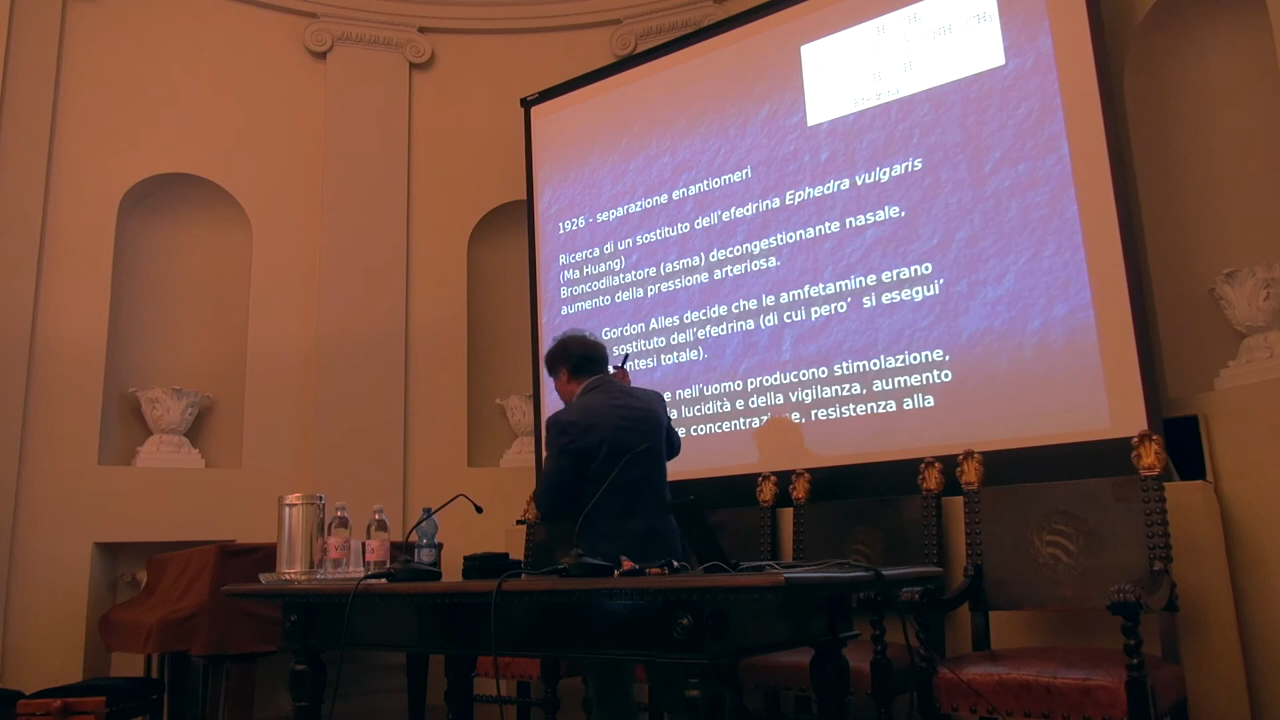 Efedrina
1926 - separazione enantiomeri
Ricerca di un sostituto dell'efedrina Ephedra vulgaris
(Ma Huang)
Broncodilatatore (asma) decongestionante nasale,
aumento della pressione arteriosa.
Gordon Alles decide che le amfetamine erano
sostituto dell'efedrina (di cui pero' si esegui'
sintesi totale).
e nell'uomo producono stimolazione,
lucidità e della vigilanza, aumento
concentrazione, resistenza alla